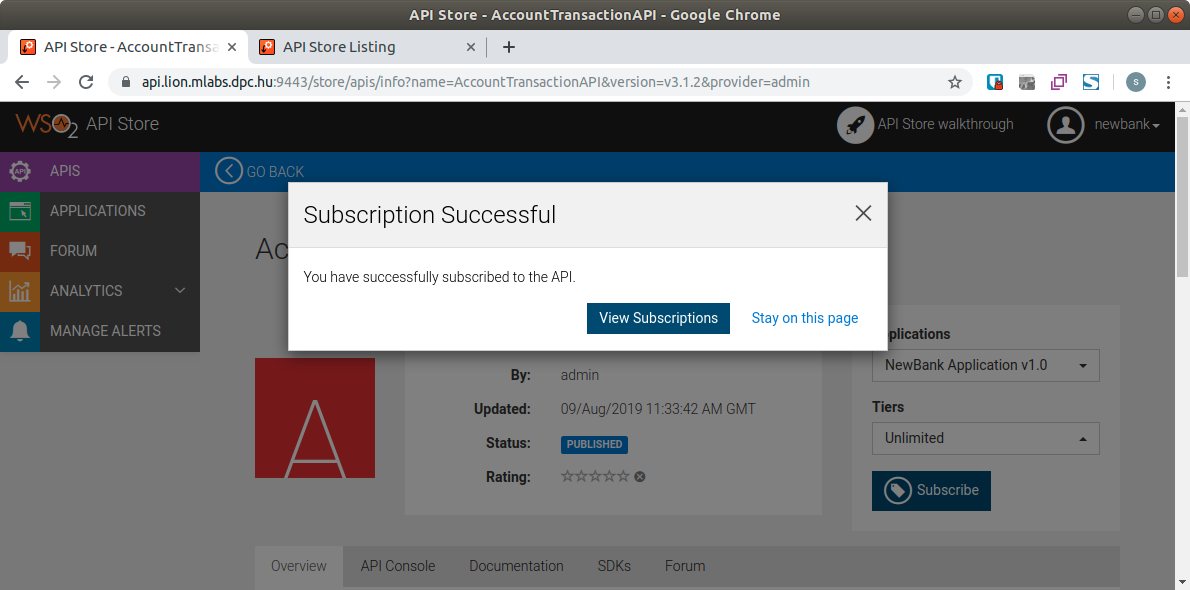 API Store - AccountTransactionAPI - Google Chrome
API Store - AccountTransa
API Store Listing
api.lion.mlabs.dpc.hu:9443/store/apis/info?name=AccountTransactionAPI&version=v3.1.2&provider=admin
S
WSO2 API Store
API Store walkthrough
newbank
API APIS
GO BACK
APPLICATIONS
FORUM
ANALYTICS
MANAGE ALERTS
Ac
Subscription Successful
You have successfully subscribed to the API.
View Subscriptions
Stay on this page
plications
NewBank Application v1.0
Tiers
Unlimited
Subscribe
A
By: admin
Updated: 09/Aug/2019 11:33:42 AM GMT
Status: PUBLISHED
Rating:
Overview API Console Documentation SDKs Forum